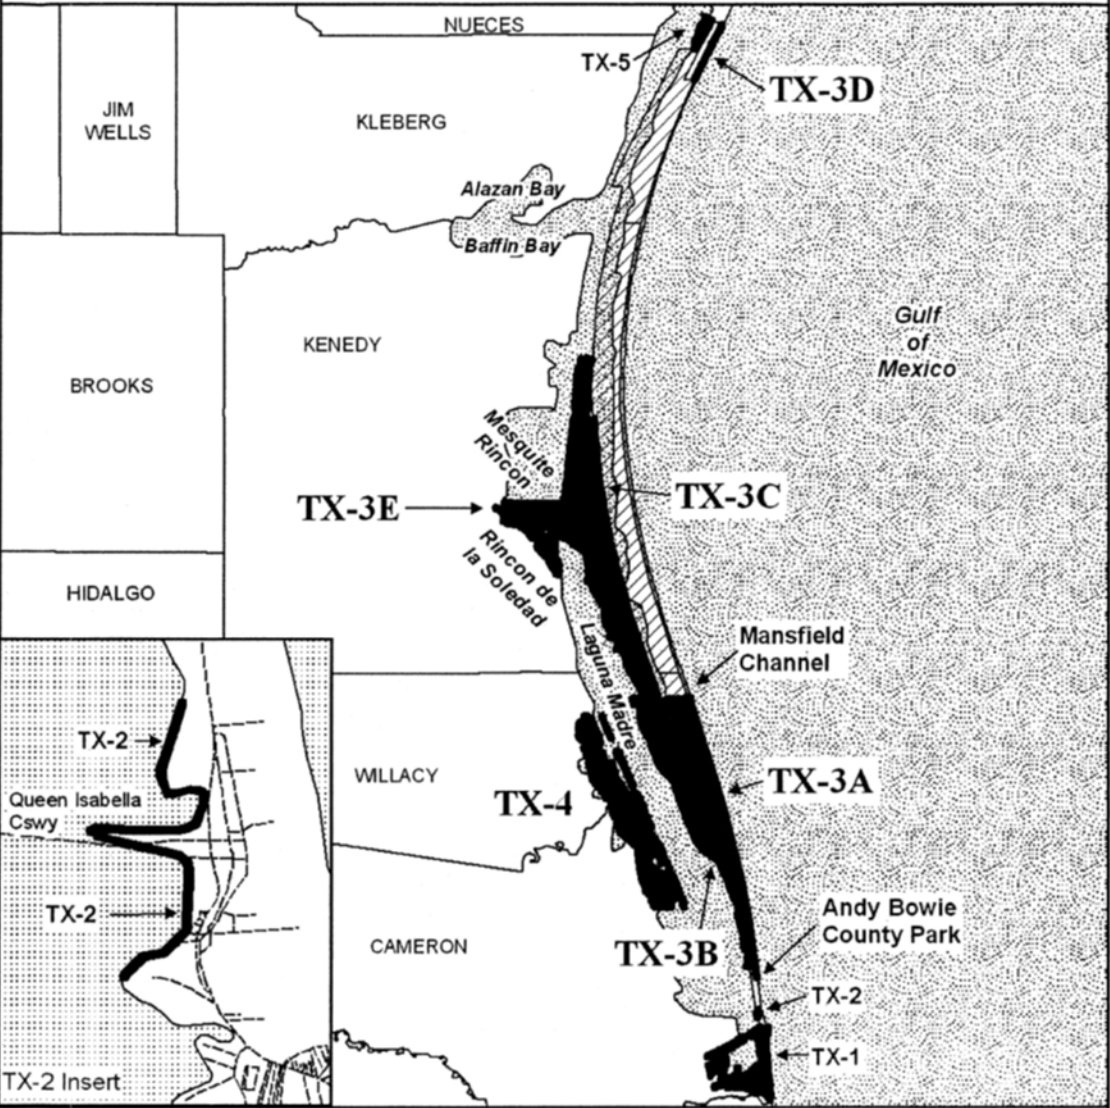 NUECES
TX-5
TX-3D
JIM
WELLS
KLEBERG
Alazan Bay
Baffin Bay
Gulf
of
Mexico
KENEDY
BROOKS
Mesquite
Rincon
TX-3C
TX-3E
Rincon de
la Soledad
HIDALGO
Laguna Madre
Mansfield
Channel
TX-2
WILLACY
TX-3A
Queen Isabella
Cswy
TX-4
TX-2
Andy Bowie
County Park
CAMERON
TX-3B
TX-2
TX-1
TX-2 Insert